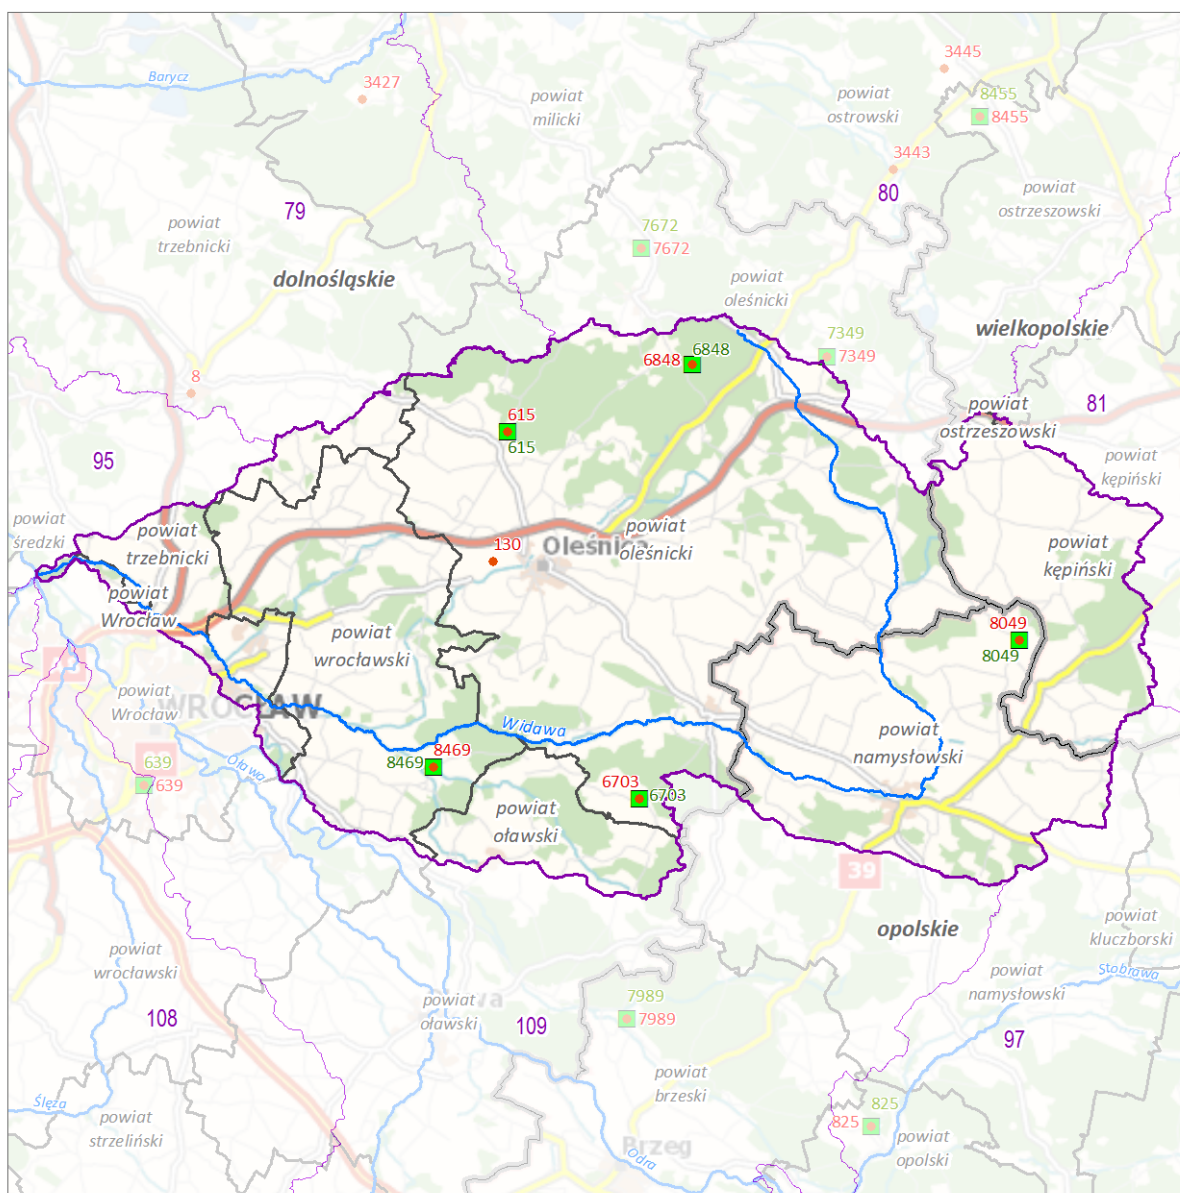 3445
Barycz
3427
powiat
milicki
powiat
ostrowski
8455
8455
3443
80
powiat
ostrzeszowski
79
powiat
trzebnicki
7672
7672
dolnośląskie
powiat
oleśnicki
wielkopolskie
7349
7349
6848
6848
8
615
615
powiat
ostrzeszowski
81
95
powiat
kępiński
powiat
średzki
powiat
trzebnicki
130
Oleśnica
powiat
oleśnicki
powiat
kępiński
powiat
Wrocław
powiat
wrocławski
8049
8049
powiat
Wrocław
WROCŁAW
Widawa
powiat
namysłowski
639
639
Oława
8469
8469
6703
6703
powiat
oławski
39
opolskie
powiat
kluczborski
powiat
wrocławski
Stobrawa
powiat
namysłowski
7989
7989
powiat
oławski
108
109
97
powiat
brzeski
Ślęza
powiat
strzeliński
825
825
powiat
opolski
Brzeg
Odra